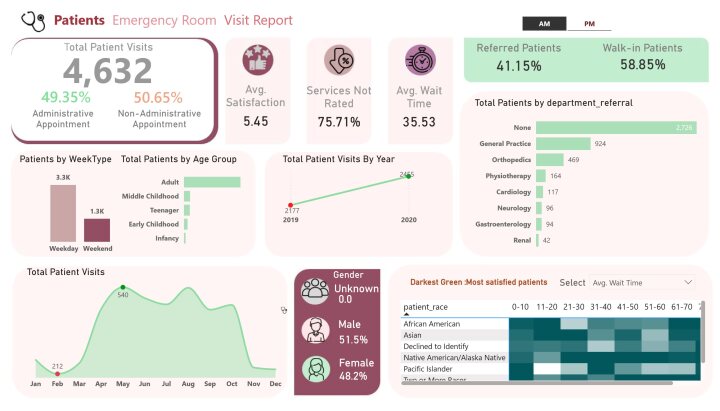 Patients Emergency Room Visit Report
AM PM
Total Patient Visits
4,632
49.35% 50.65%
Administrative Appointment
Non-Administrative Appointment
Avg. Satisfaction
5.45
Services Not Rated
75.71%
Avg. Wait Time
35.53
Referred Patients
41.15%
Walk-in Patients
58.85%
Patients by WeekType
3.3K
1.3K
Weekday Weekend
Total Patients by Age Group
Adult
Middle Childhood
Teenager
Early Childhood
Infancy
Total Patient Visits By Year
2177
2455
2019 2020
Total Patients by department_referral
None 2,726
General Practice 924
Orthopedics 469
Physiotherapy 164
Cardiology 117
Neurology 96
Gastroenterology 94
Renal 42
Total Patient Visits
540
212
Jan Feb Mar Apr May Jun Jul Aug Sep Oct Nov Dec
Gender
Unknown
0.0
Male
51.5%
Female
48.2%
Darkest Green :Most satisfied patients
Select Avg. Wait Time
patient_race 0-10 11-20 21-30 31-40 41-50 51-60 61-70
African American
Asian
Declined to Identify
Native American/Alaska Native
Pacific Islander
Two or More Races